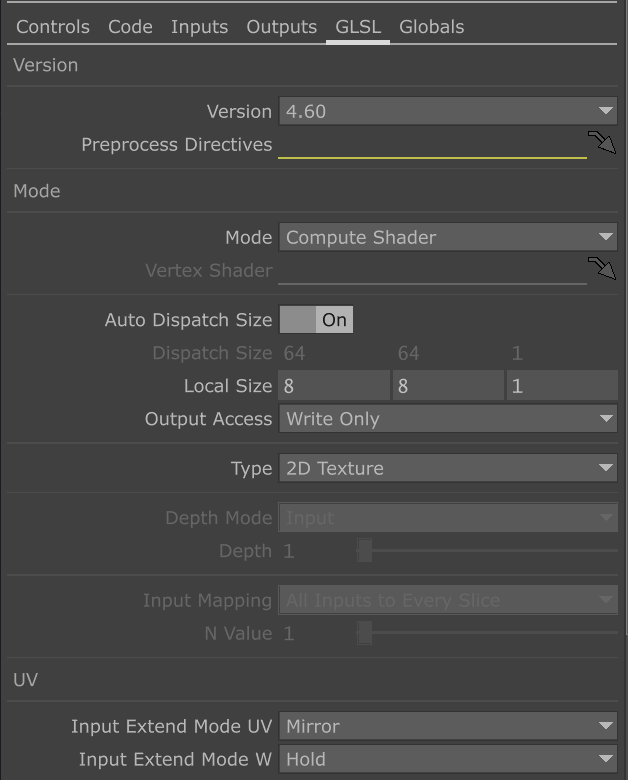 Controls Code Inputs Outputs GLSL Globals
Version
Version 4.60
Preprocess Directives
Mode
Mode Compute Shader
Vertex Shader
Auto Dispatch Size On
Dispatch Size 64 64 1
Local Size 8 8 1
Output Access Write Only
Type 2D Texture
Depth Mode Input
Depth 1
Input Mapping All Inputs to Every Slice
N Value 1
UV
Input Extend Mode UV Mirror
Input Extend Mode W Hold